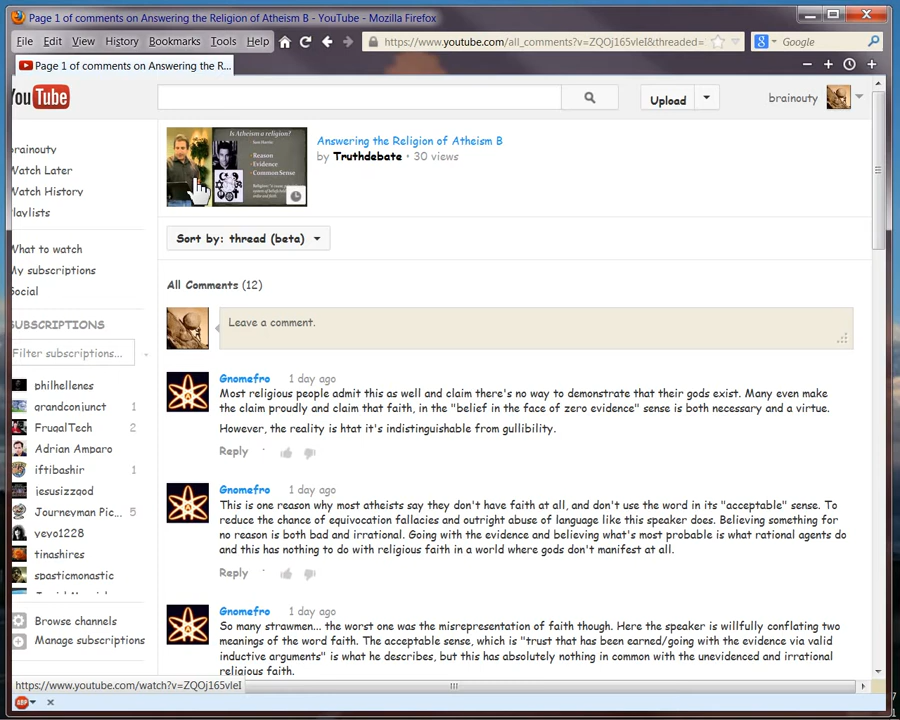 Page 1 of comments on Answering the Religion of Atheism B - YouTube - Mozilla Firefox
File Edit View History Bookmarks Tools Help
https://www.youtube.com/all_comments?v=ZQOj165vleI&threaded=
Google
Page 1 of comments on Answering the R...
YouTube
Upload
brainouty
brainouty
Watch Later
Watch History
Playlists
What to watch
My subscriptions
Social
SUBSCRIPTIONS
Filter subscriptions...
philhellenes
grandconjunct 1
FrugalTech 2
Adrian Amparo
iftibashir 1
jesusizzgod
Journeyman Pic... 5
vevo1228
tinashires
spasticmonastic
Browse channels
Manage subscriptions
Is Atheism a religion?
Sam Harris
· Reason
· Evidence
· Common Sense
Answering the Religion of Atheism B
by Truthdebate · 30 views
Sort by: thread (beta)
All Comments (12)
Leave a comment.
Gnomefro 1 day ago
Most religious people admit this as well and claim there's no way to demonstrate that their gods exist. Many even make
the claim proudly and claim that faith, in the "belief in the face of zero evidence" sense is both necessary and a virtue.
However, the reality is htat it's indistinguishable from gullibility.
Reply ·
Gnomefro 1 day ago
This is one reason why most atheists say they don't have faith at all, and don't use the word in its "acceptable" sense. To
reduce the chance of equivocation fallacies and outright abuse of language like this speaker does. Believing something for
no reason is both bad and irrational. Going with the evidence and believing what's most probable is what rational agents do
and this has nothing to do with religious faith in a world where gods don't manifest at all.
Reply ·
Gnomefro 1 day ago
So many strawmen... the worst one was the misrepresentation of faith though. Here the speaker is willfully conflating two
meanings of the word faith. The acceptable sense, which is "trust that has been earned/going with the evidence via valid
inductive arguments" is what he describes, but this has absolutely nothing in common with the unevidenced and irrational
religious faith.
https://www.youtube.com/watch?v=ZQOj165vleI
ABP